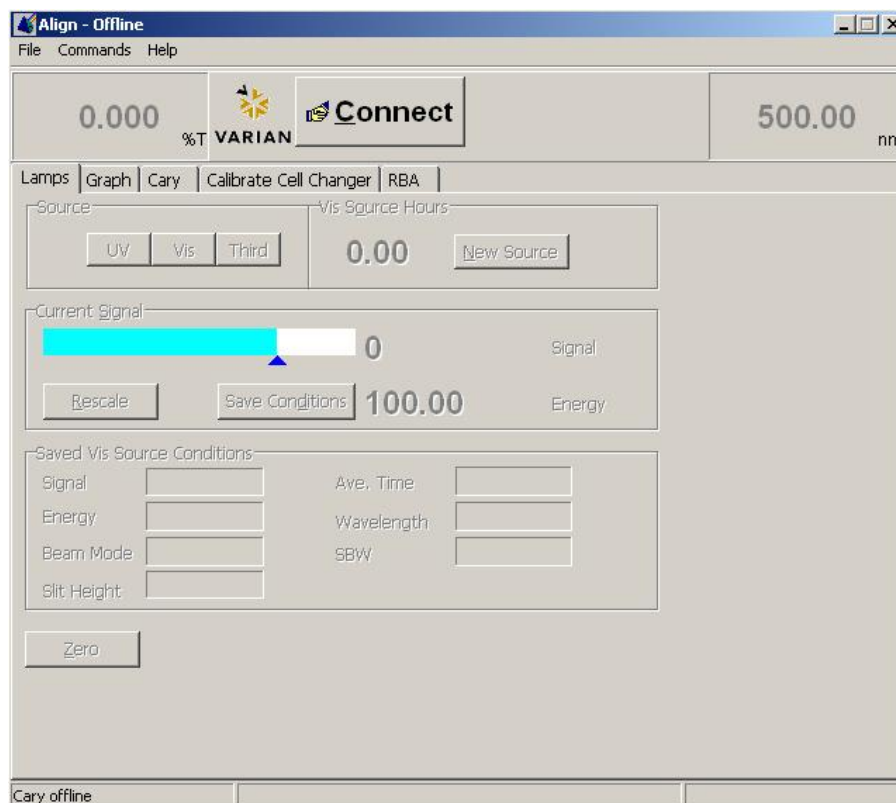 Align - Offline
File Commands Help
0.000 %T VARIAN Connect 500.00 nm
Lamps Graph Cary Calibrate Cell Changer RBA
Source Vis Source Hours
UV Vis Third 0.00 New Source
Current Signal
0 Signal
Rescale Save Conditions 100.00 Energy
Saved Vis Source Conditions
Signal Ave. Time
Energy Wavelength
Beam Mode SBW
Slit Height
Zero
Cary offline